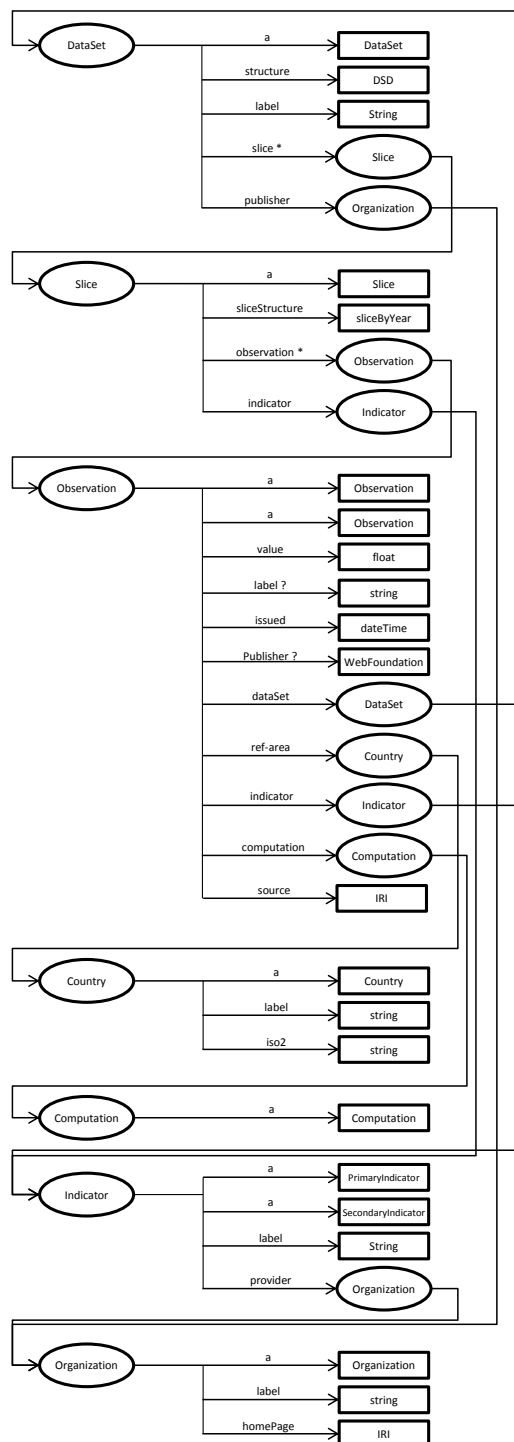 a
DataSet
DataSet
structure
DSD
label
String
slice *
Slice
publisher
Organization
a
Slice
Slice
sliceStructure
sliceByYear
observation *
Observation
indicator
Indicator
a
Observation
Observation
a
Observation
value
float
label ?
string
issued
dateTime
Publisher ?
WebFoundation
dataSet
DataSet
ref-area
Country
indicator
Indicator
computation
Computation
source
IRI
a
Country
Country
label
string
iso2
string
a
Computation
Computation
a
PrimaryIndicator
Indicator
a
SecondaryIndicator
label
String
provider
Organization
a
Organization
Organization
label
string
homePage
IRI